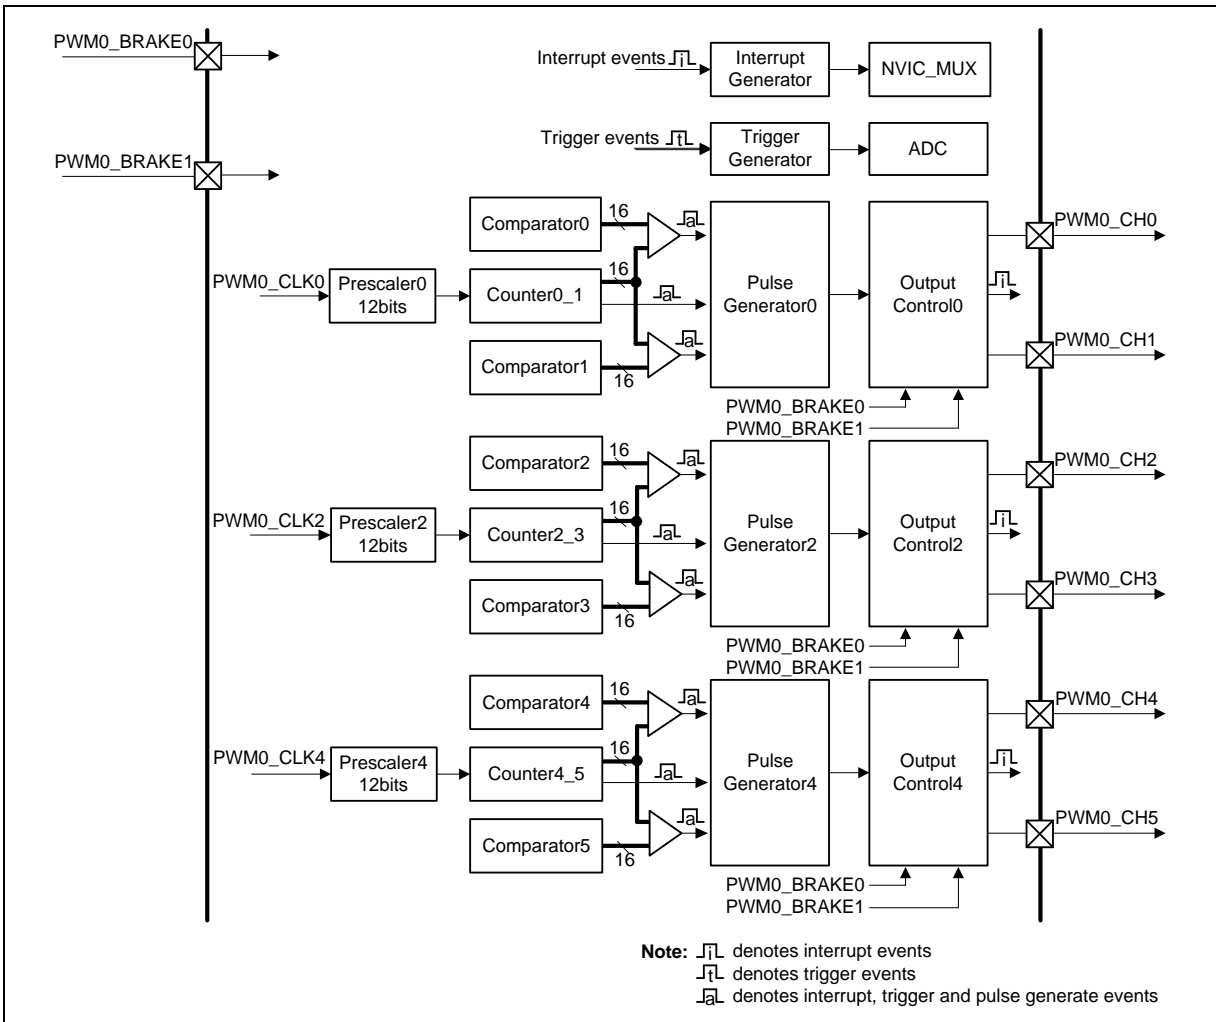 PWM0_BRAKE0
PWM0_BRAKE1
Interrupt events i
Interrupt
Generator
NVIC_MUX
Trigger events t
Trigger
Generator
ADC
Comparator0
16
a
PWM0_CLK0
Prescaler0
12bits
Counter0_1
16
a
Comparator1
16
a
Pulse
Generator0
Output
Control0
i
PWM0_CH0
PWM0_CH1
PWM0_BRAKE0
PWM0_BRAKE1
Comparator2
16
a
PWM0_CLK2
Prescaler2
12bits
Counter2_3
16
a
Comparator3
16
a
Pulse
Generator2
Output
Control2
i
PWM0_CH2
PWM0_CH3
PWM0_BRAKE0
PWM0_BRAKE1
Comparator4
16
a
PWM0_CLK4
Prescaler4
12bits
Counter4_5
16
a
Comparator5
16
a
Pulse
Generator4
Output
Control4
i
PWM0_CH4
PWM0_CH5
PWM0_BRAKE0
PWM0_BRAKE1
Note: i denotes interrupt events
t denotes trigger events
a denotes interrupt, trigger and pulse generate events